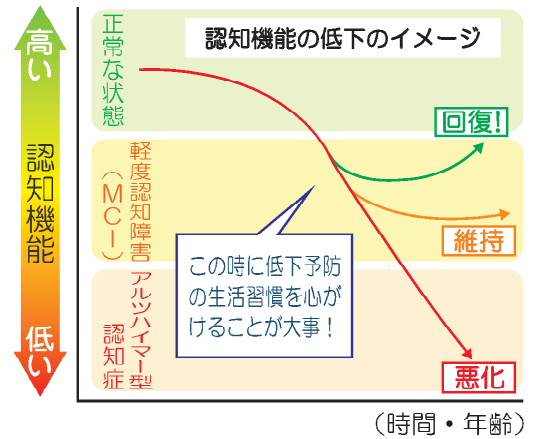 認知機能の低下のイメージ
高い
認知機能
低い
正常な状態
軽度認知障害
（MCI）
アルツハイマー型
認知症
回復!
維持
悪化
この時に低下予防
の生活習慣を心が
けることが大事！
（時間・年齢）